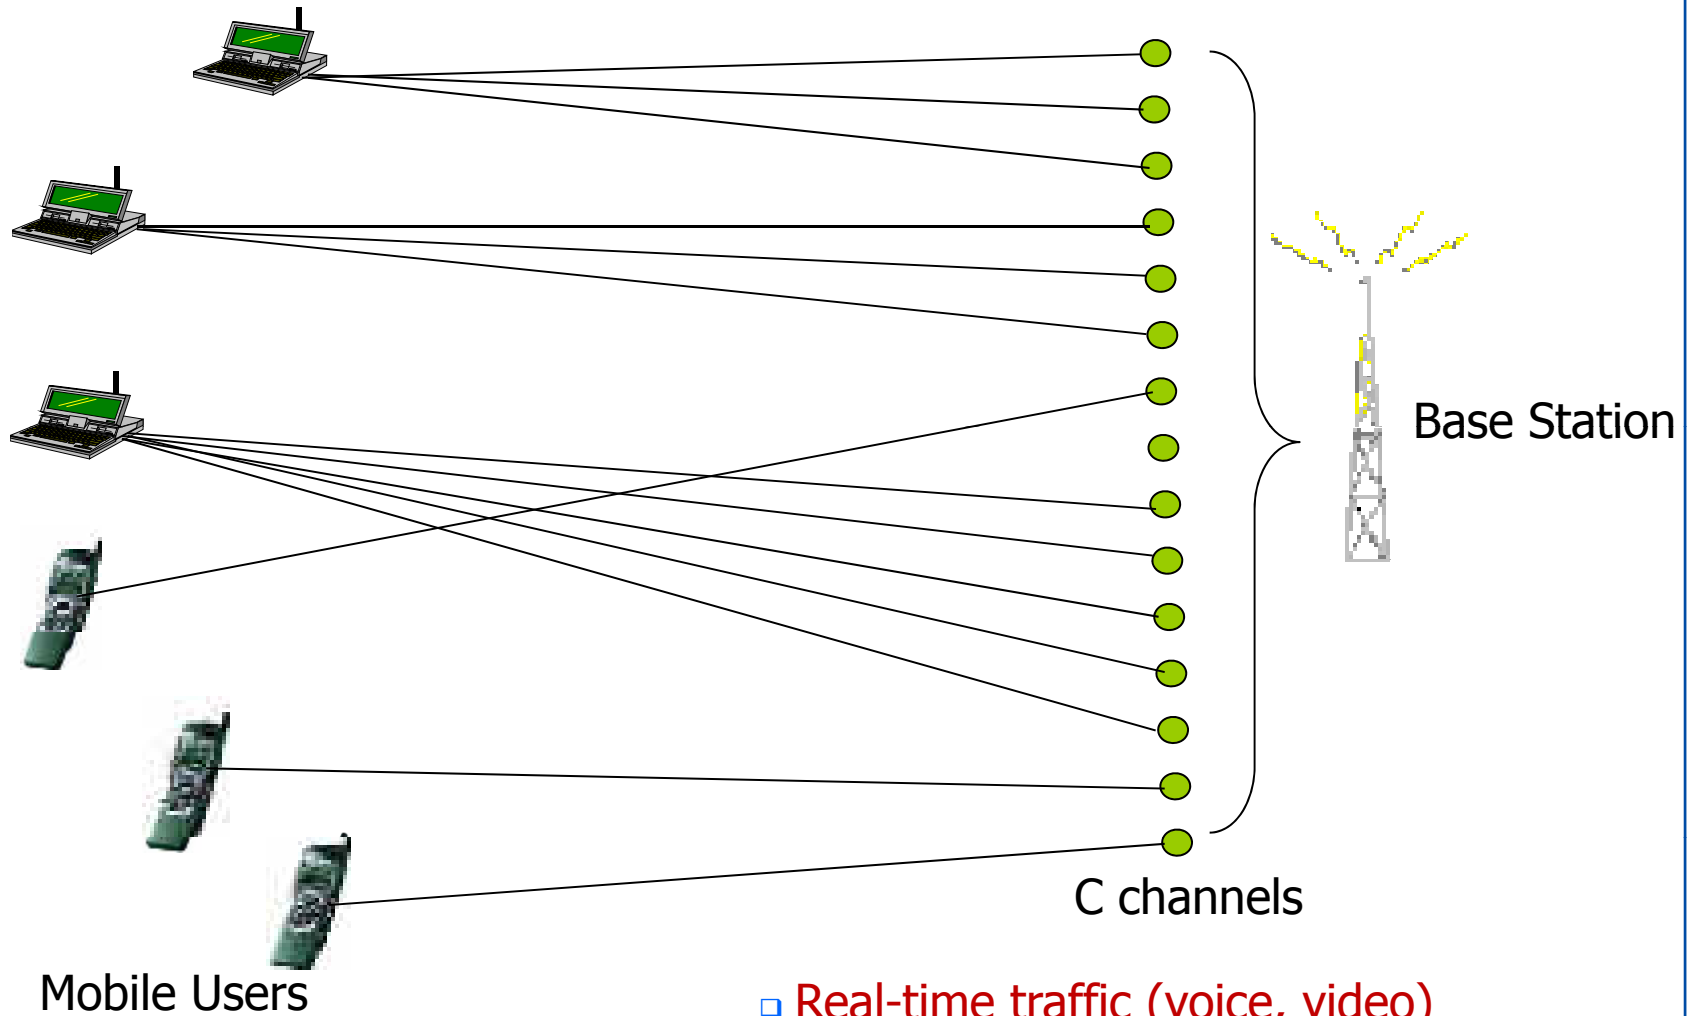 Base Station
C channels
Mobile Users
Real-time traffic (voice, video)